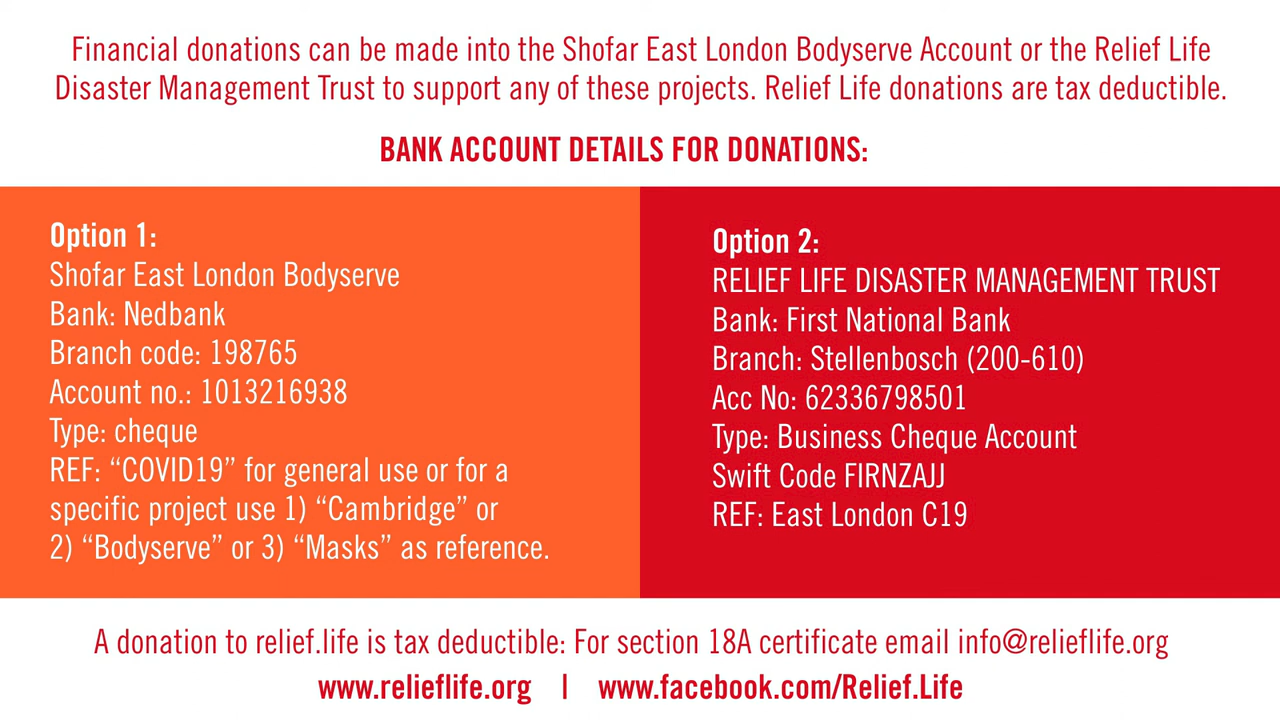 Financial donations can be made into the Shofar East London Bodyserve Account or the Relief Life
Disaster Management Trust to support any of these projects. Relief Life donations are tax deductible.
BANK ACCOUNT DETAILS FOR DONATIONS:
Option 1:
Shofar East London Bodyserve
Bank: Nedbank
Branch code: 198765
Account no.: 1013216938
Type: cheque
REF: “COVID19” for general use or for a
specific project use 1) “Cambridge” or
2) “Bodyserve” or 3) “Masks” as reference.
Option 2:
RELIEF LIFE DISASTER MANAGEMENT TRUST
Bank: First National Bank
Branch: Stellenbosch (200-610)
Acc No: 62336798501
Type: Business Cheque Account
Swift Code FIRNZAJJ
REF: East London C19
A donation to relief.life is tax deductible: For section 18A certificate email info@relieflife.org
www.relieflife.org | www.facebook.com/Relief.Life